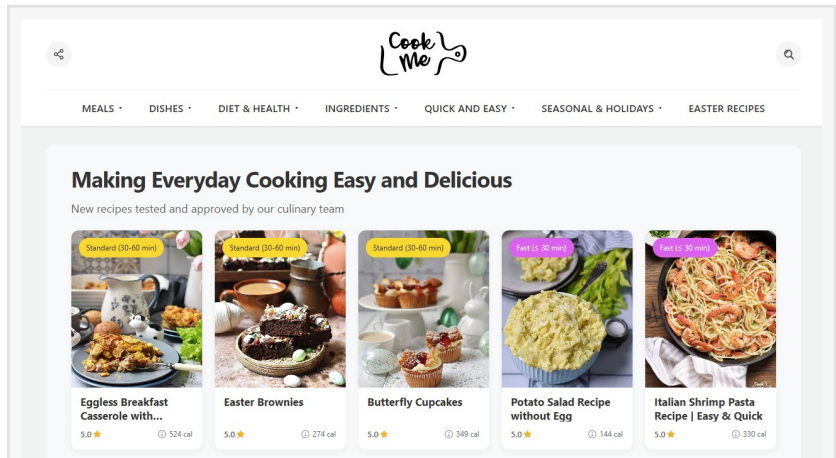 Cook
Me
MEALS
DISHES
DIET & HEALTH
INGREDIENTS
QUICK AND EASY
SEASONAL & HOLIDAYS
EASTER RECIPES
Making Everyday Cooking Easy and Delicious
New recipes tested and approved by our culinary team
Standard (30-60 min)
Standard (30-60 min)
Standard (30-60 min)
Fast (≤ 30 min)
Fast (≤ 30 min)
Eggless Breakfast
Casserole with...
5.0
524 cal
Easter Brownies
5.0
274 cal
Butterfly Cupcakes
5.0
349 cal
Potato Salad Recipe
without Egg
5.0
144 cal
Italian Shrimp Pasta
Recipe | Easy & Quick
5.0
330 cal